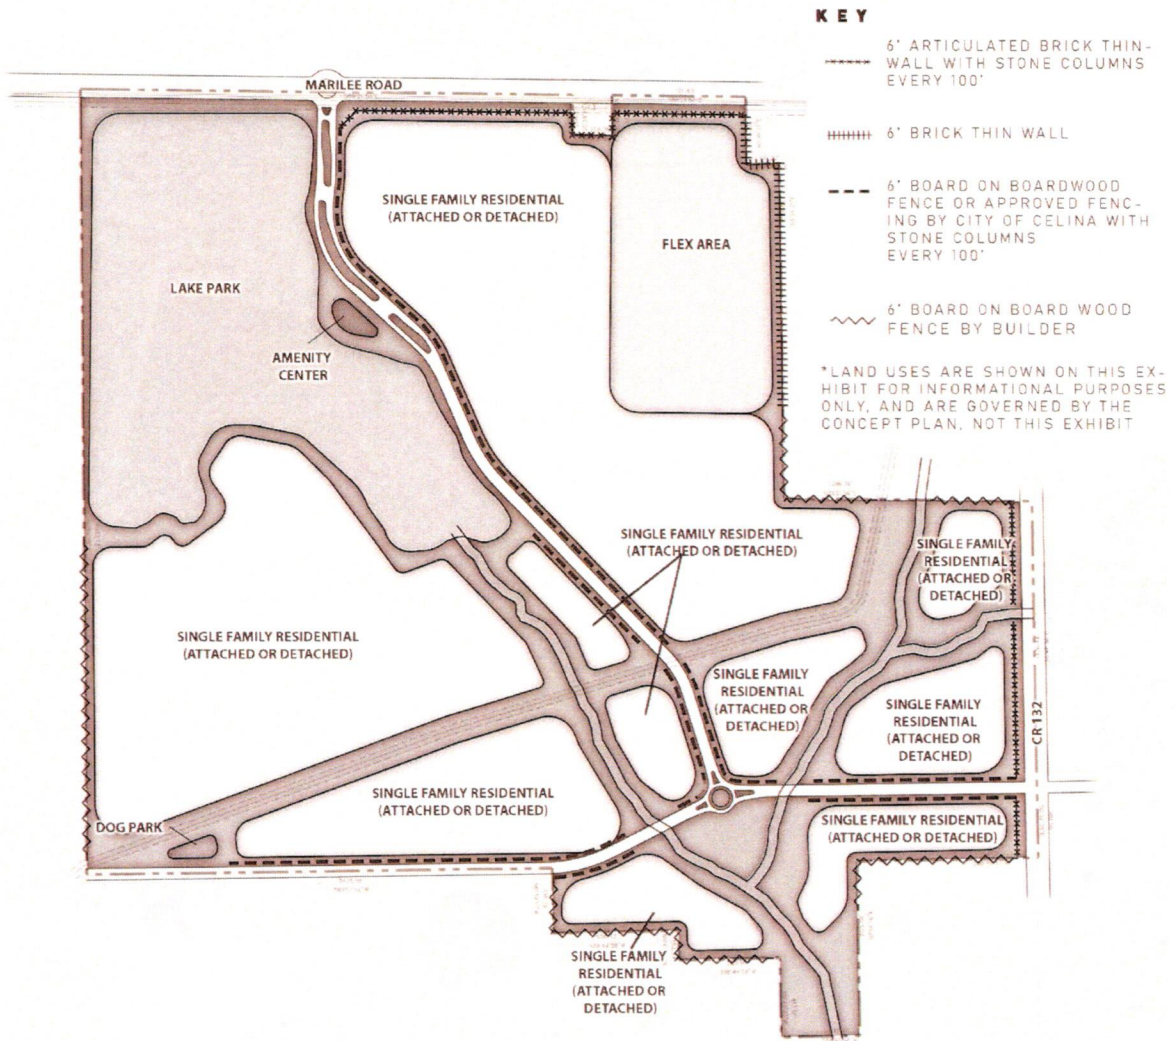 KEY
6' ARTICULATED BRICK THIN-
WALL WITH STONE COLUMNS
EVERY 100'
6' BRICK THIN WALL
6' BOARD ON BOARDWOOD
FENCE OR APPROVED FENC-
ING BY CITY OF CELINA WITH
STONE COLUMNS
EVERY 100'
6' BOARD ON BOARD WOOD
FENCE BY BUILDER
*LAND USES ARE SHOWN ON THIS EX-
HIBIT FOR INFORMATIONAL PURPOSES
ONLY, AND ARE GOVERNED BY THE
CONCEPT PLAN, NOT THIS EXHIBIT
MARILEE ROAD
SINGLE FAMILY RESIDENTIAL
(ATTACHED OR DETACHED)
FLEX AREA
LAKE PARK
AMENITY
CENTER
SINGLE FAMILY RESIDENTIAL
(ATTACHED OR DETACHED)
SINGLE FAMILY
RESIDENTIAL
(ATTACHED OR
DETACHED)
SINGLE FAMILY RESIDENTIAL
(ATTACHED OR DETACHED)
SINGLE FAMILY
RESIDENTIAL
(ATTACHED OR
DETACHED)
SINGLE FAMILY
RESIDENTIAL
(ATTACHED OR
DETACHED)
CR 132
SINGLE FAMILY RESIDENTIAL
(ATTACHED OR DETACHED)
SINGLE FAMILY RESIDENTIAL
(ATTACHED OR DETACHED)
DOG PARK
SINGLE FAMILY
RESIDENTIAL
(ATTACHED OR
DETACHED)